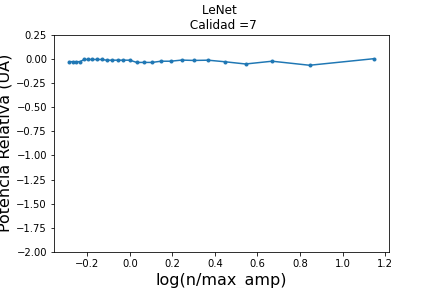 LeNet
Calidad =7
Potencia Relativa (UA)
0.25
0.00
−0.25
−0.50
−0.75
−1.00
−1.25
−1.50
−1.75
−2.00
−0.2 0.0 0.2 0.4 0.6 0.8 1.0 1.2
log(n/max_amp)